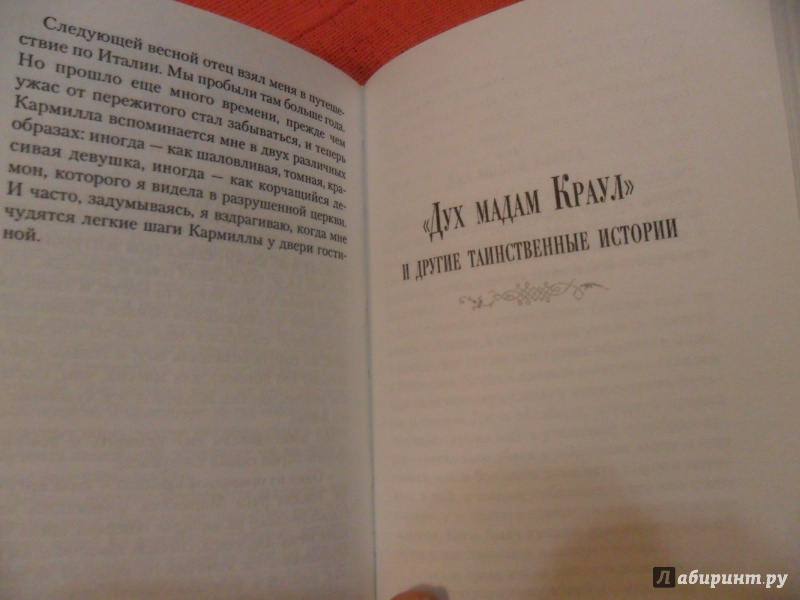 Следующей весной отец взял меня в путеше-
ствие по Италии. Мы пробыли там больше года.
Но прошло еще много времени, прежде чем
ужас от пережитого стал забываться, и теперь
Кармилла вспоминается мне в двух различных
образах: иногда — как шаловливая, томная, кра-
сивая девушка, иногда — как корчащийся де-
мон, которого я видела в разрушенной церкви.
И часто, задумываясь, я вздрагиваю, когда мне
чудятся легкие шаги Кармиллы у двери гости-
ной.
«Дух мадам Краул»
и другие таинственные истории
Лабиринт.ру